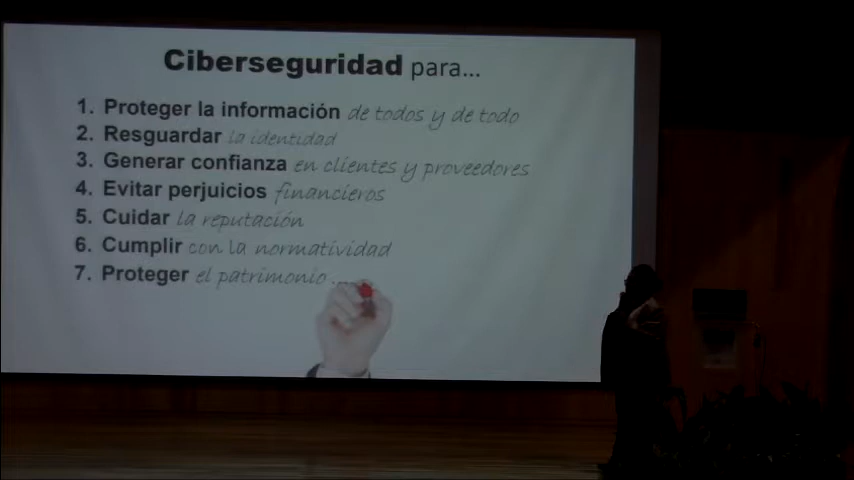 Ciberseguridad para...
1. Proteger la información de todos y de todo
2. Resguardar la identidad
3. Generar confianza en clientes y proveedores
4. Evitar perjuicios financieros
5. Cuidar la reputación
6. Cumplir con la normatividad
7. Proteger el patrimonio ...